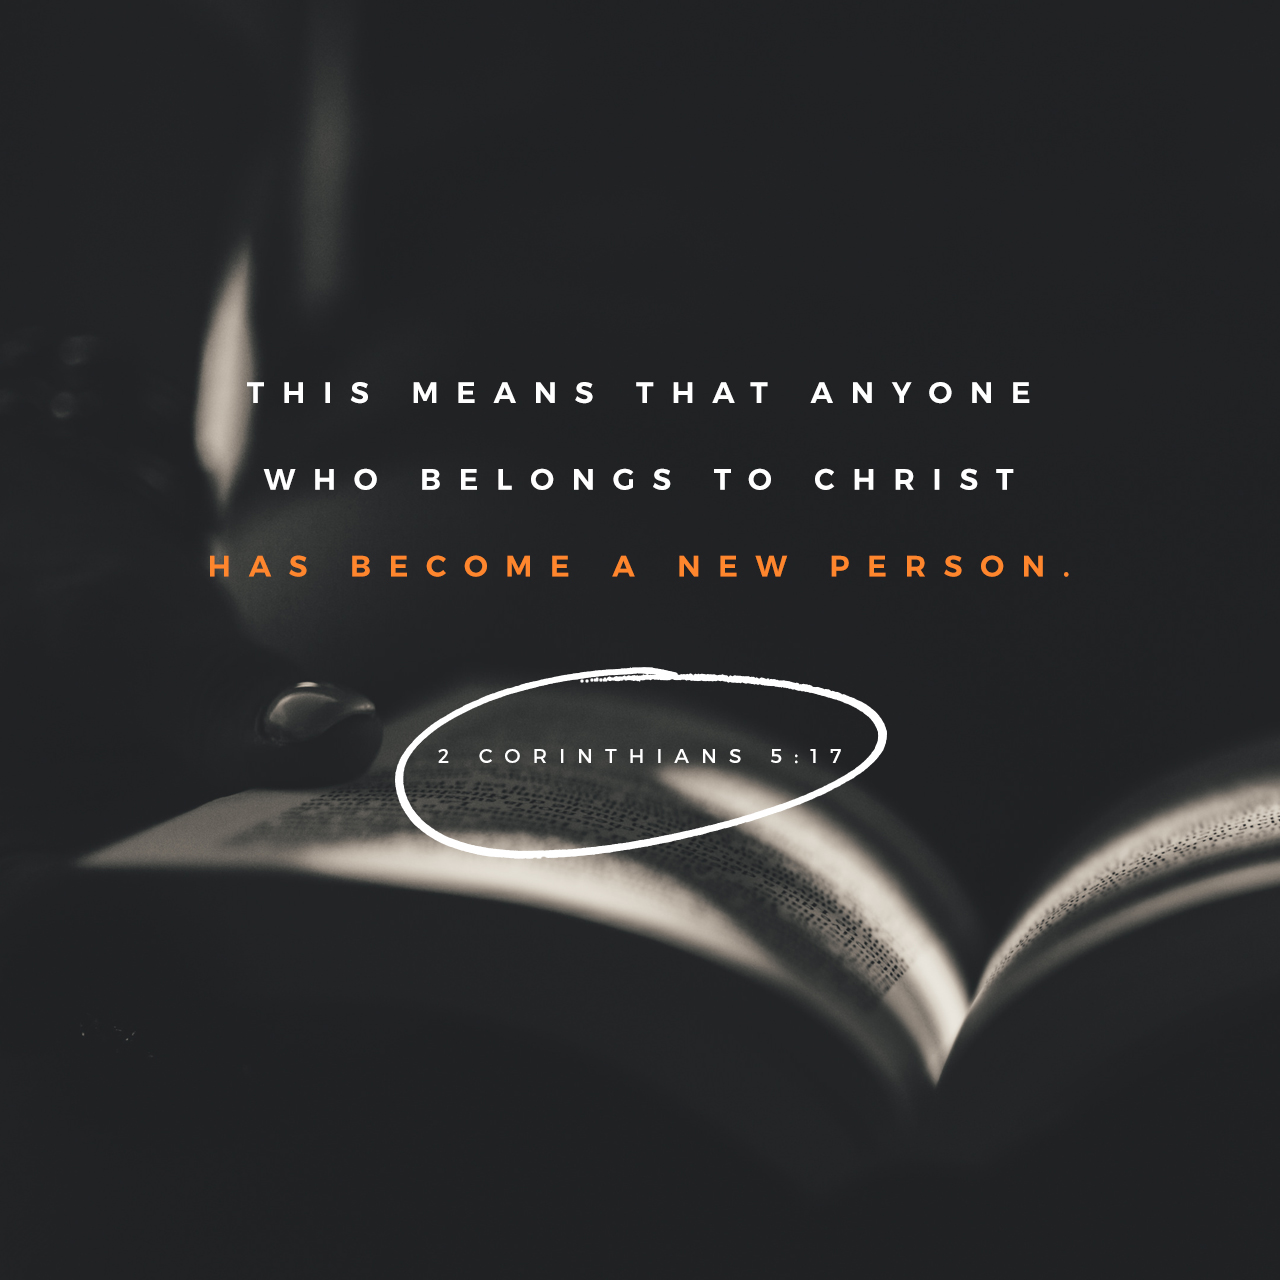 THIS MEANS THAT ANYONE
WHO BELONGS TO CHRIST
HAS BECOME A NEW PERSON.
2 CORINTHIANS 5:17